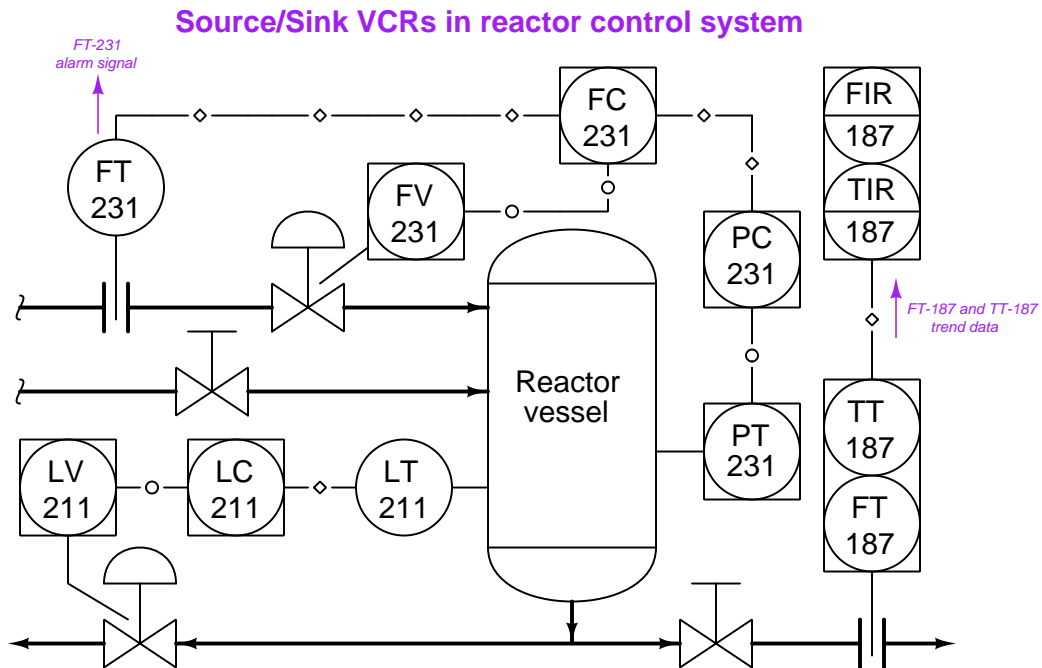 Source/Sink VCRs in reactor control system
FT-231
alarm signal
FT
231
FC
231
FV
231
PC
231
FIR
187
TIR
187
FT-187 and TT-187
trend data
Reactor
vessel
LV
211
LC
211
LT
211
PT
231
TT
187
FT
187